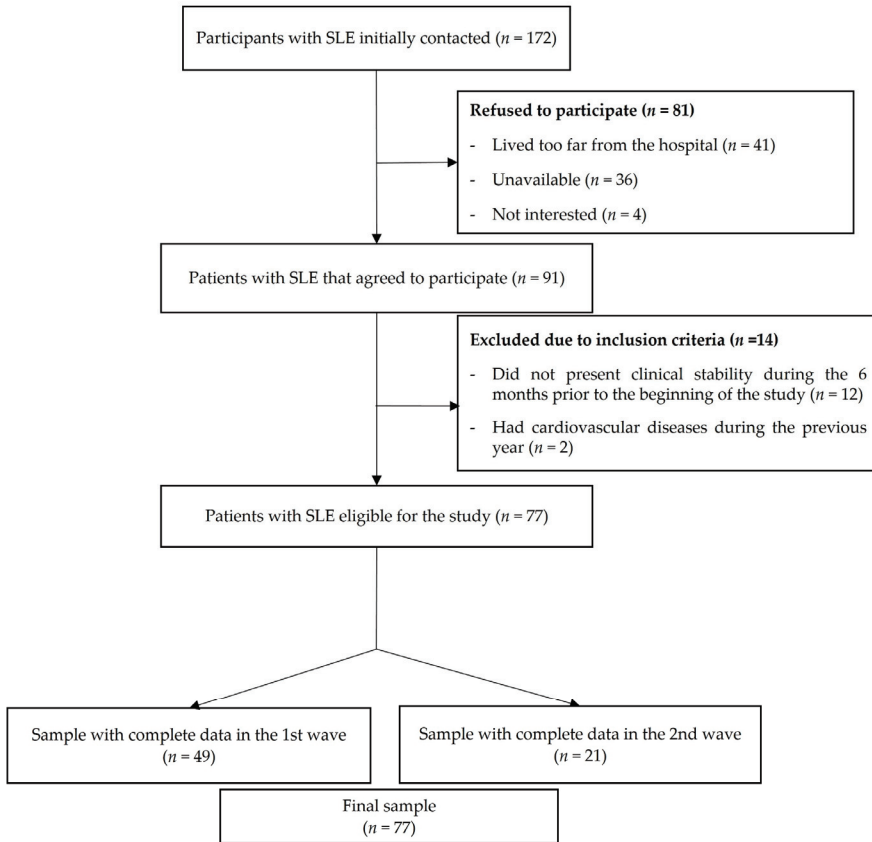 Participants with SLE initially contacted (n = 172)
Refused to participate (n = 81)
- Lived too far from the hospital (n = 41)
- Unavailable (n = 36)
- Not interested (n = 4)
Patients with SLE that agreed to participate (n = 91)
Excluded due to inclusion criteria (n =14)
- Did not present clinical stability during the 6
months prior to the beginning of the study (n = 12)
- Had cardiovascular diseases during the previous
year (n = 2)
Patients with SLE eligible for the study (n = 77)
Sample with complete data in the 1st wave
(n = 49)
Sample with complete data in the 2nd wave
(n = 21)
Final sample
(n = 77)